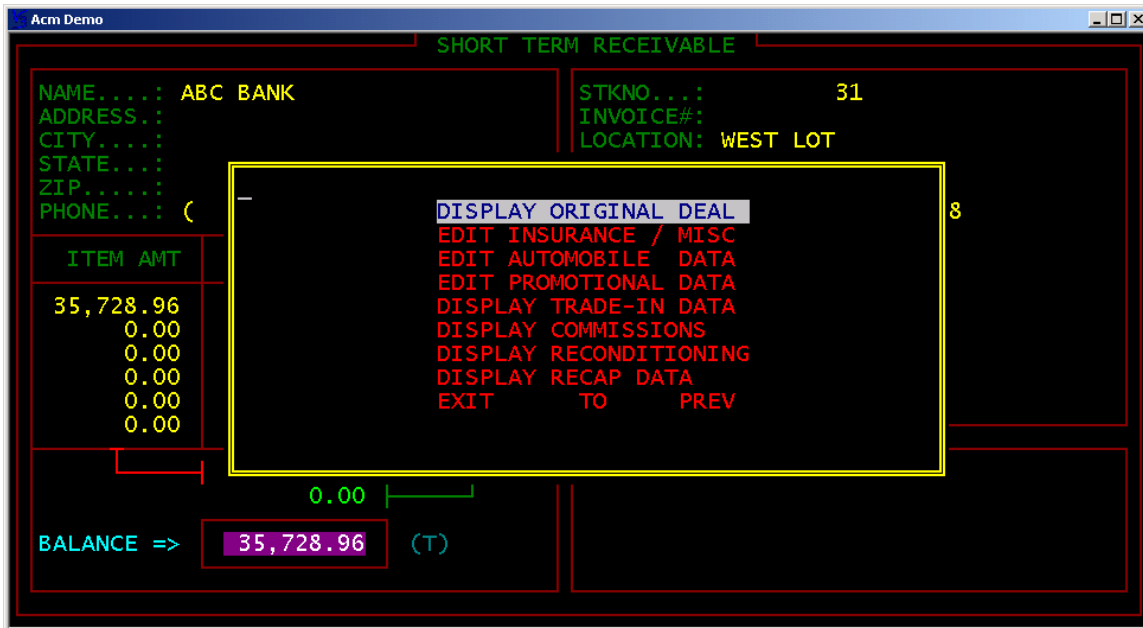 Acm Demo
SHORT TERM RECEIVABLE
NAME....: ABC BANK
ADDRESS.:
CITY....:
STATE...:
ZIP.....:
PHONE...: (
STKNO...: 31
INVOICE#:
LOCATION: WEST LOT
8
DISPLAY ORIGINAL DEAL
EDIT INSURANCE / MISC
EDIT AUTOMOBILE DATA
EDIT PROMOTIONAL DATA
DISPLAY TRADE-IN DATA
DISPLAY COMMISSIONS
DISPLAY RECONDITIONING
DISPLAY RECAP DATA
EXIT TO PREV
ITEM AMT
35,728.96
0.00
0.00
0.00
0.00
0.00
0.00
BALANCE => 35,728.96 (T)